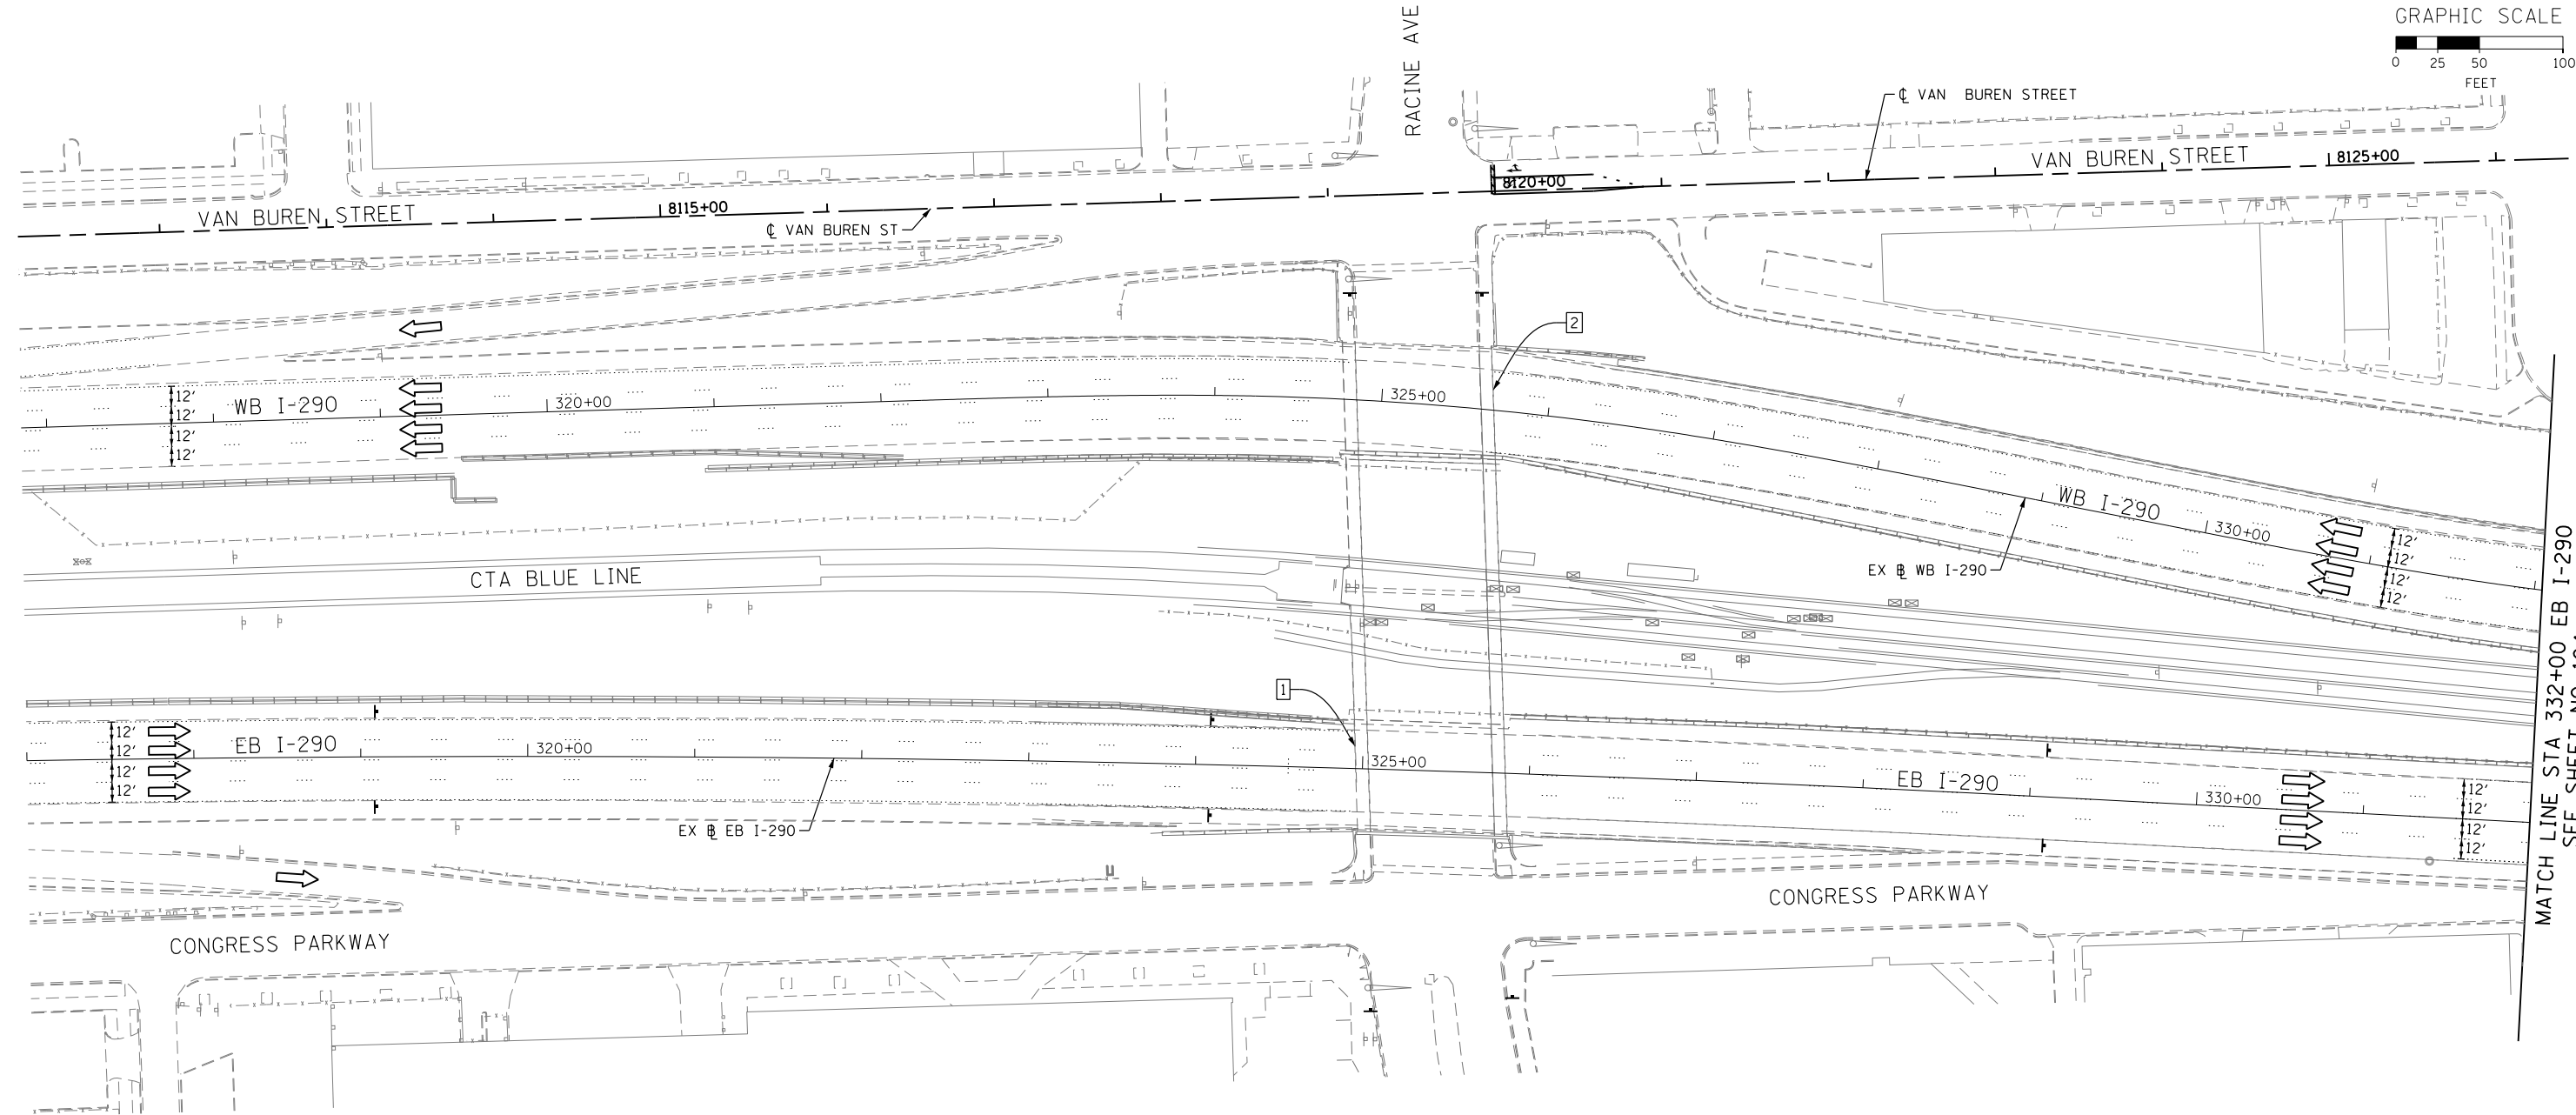 GRAPHIC SCALE
0 25 50 100
FEET
RACINE AVE
℄ VAN BUREN STREET
VAN BUREN STREET
8125+00
8120+00
VAN BUREN STREET
8115+00
℄ VAN BUREN ST
2
12'
12'
12'
12'
WB I-290
320+00
325+00
WB I-290
330+00
12'
12'
12'
12'
EX ℄ WB I-290
CTA BLUE LINE
1
12'
12'
12'
12'
EB I-290
320+00
325+00
EB I-290
330+00
12'
12'
12'
12'
EX ℄ EB I-290
CONGRESS PARKWAY
CONGRESS PARKWAY
MATCH LINE STA 332+00 EB I-290
SEE SHEET NO.